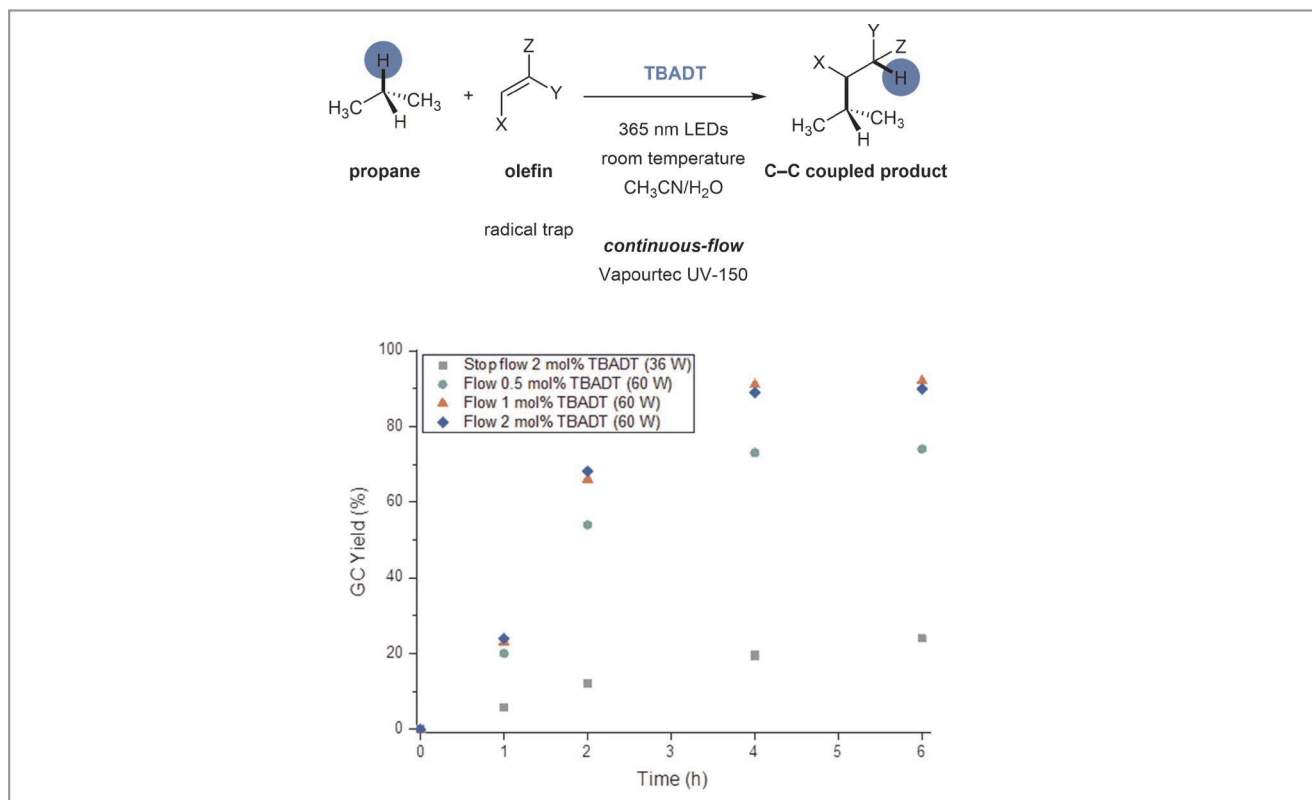 H
H₃C
CH₃
H
propane
+
Z
Y
X
olefin
radical trap
TBADT
365 nm LEDs
room temperature
CH₃CN/H₂O
continuous-flow
Vapourtec UV-150
Y
Z
X
H
H₃C
CH₃
H
C–C coupled product
Stop flow 2 mol% TBADT (36 W)
Flow 0.5 mol% TBADT (60 W)
Flow 1 mol% TBADT (60 W)
Flow 2 mol% TBADT (60 W)
GC Yield (%)
100
80
60
40
20
0
0 1 2 3 4 5 6
Time (h)